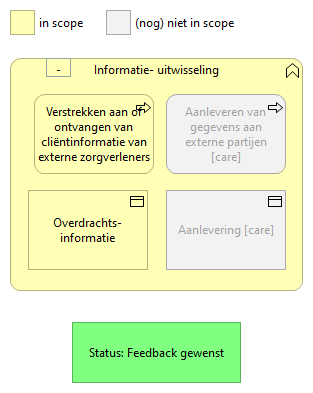 in scope
(nog) niet in scope
-
Informatie- uitwisseling
Verstrekken aan of
ontvangen van
cliëntinformatie van
externe zorgverleners
Aanleveren van
gegevens aan
externe partijen
[care]
Overdrachts-
informatie
Aanlevering [care]
Status: Feedback gewenst